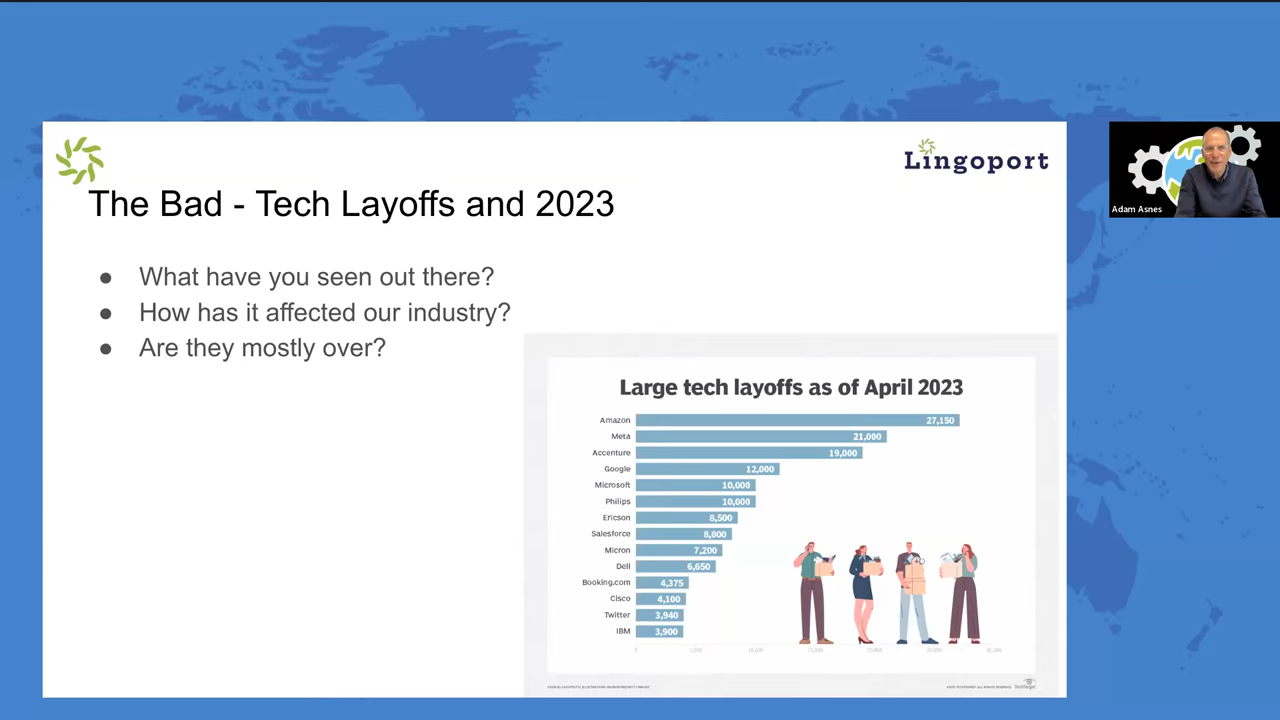 Lingoport
The Bad - Tech Layoffs and 2023
● What have you seen out there?
● How has it affected our industry?
● Are they mostly over?
Large tech layoffs as of April 2023
Amazon 27,150
Meta 21,000
Accenture 19,000
Google 12,000
Microsoft 10,000
Philips 10,000
Ericson 8,500
Salesforce 8,000
Micron 7,200
Dell 6,650
Booking.com 4,375
Cisco 4,100
Twitter 3,940
IBM 3,900
TechTarget
Adam Asnes